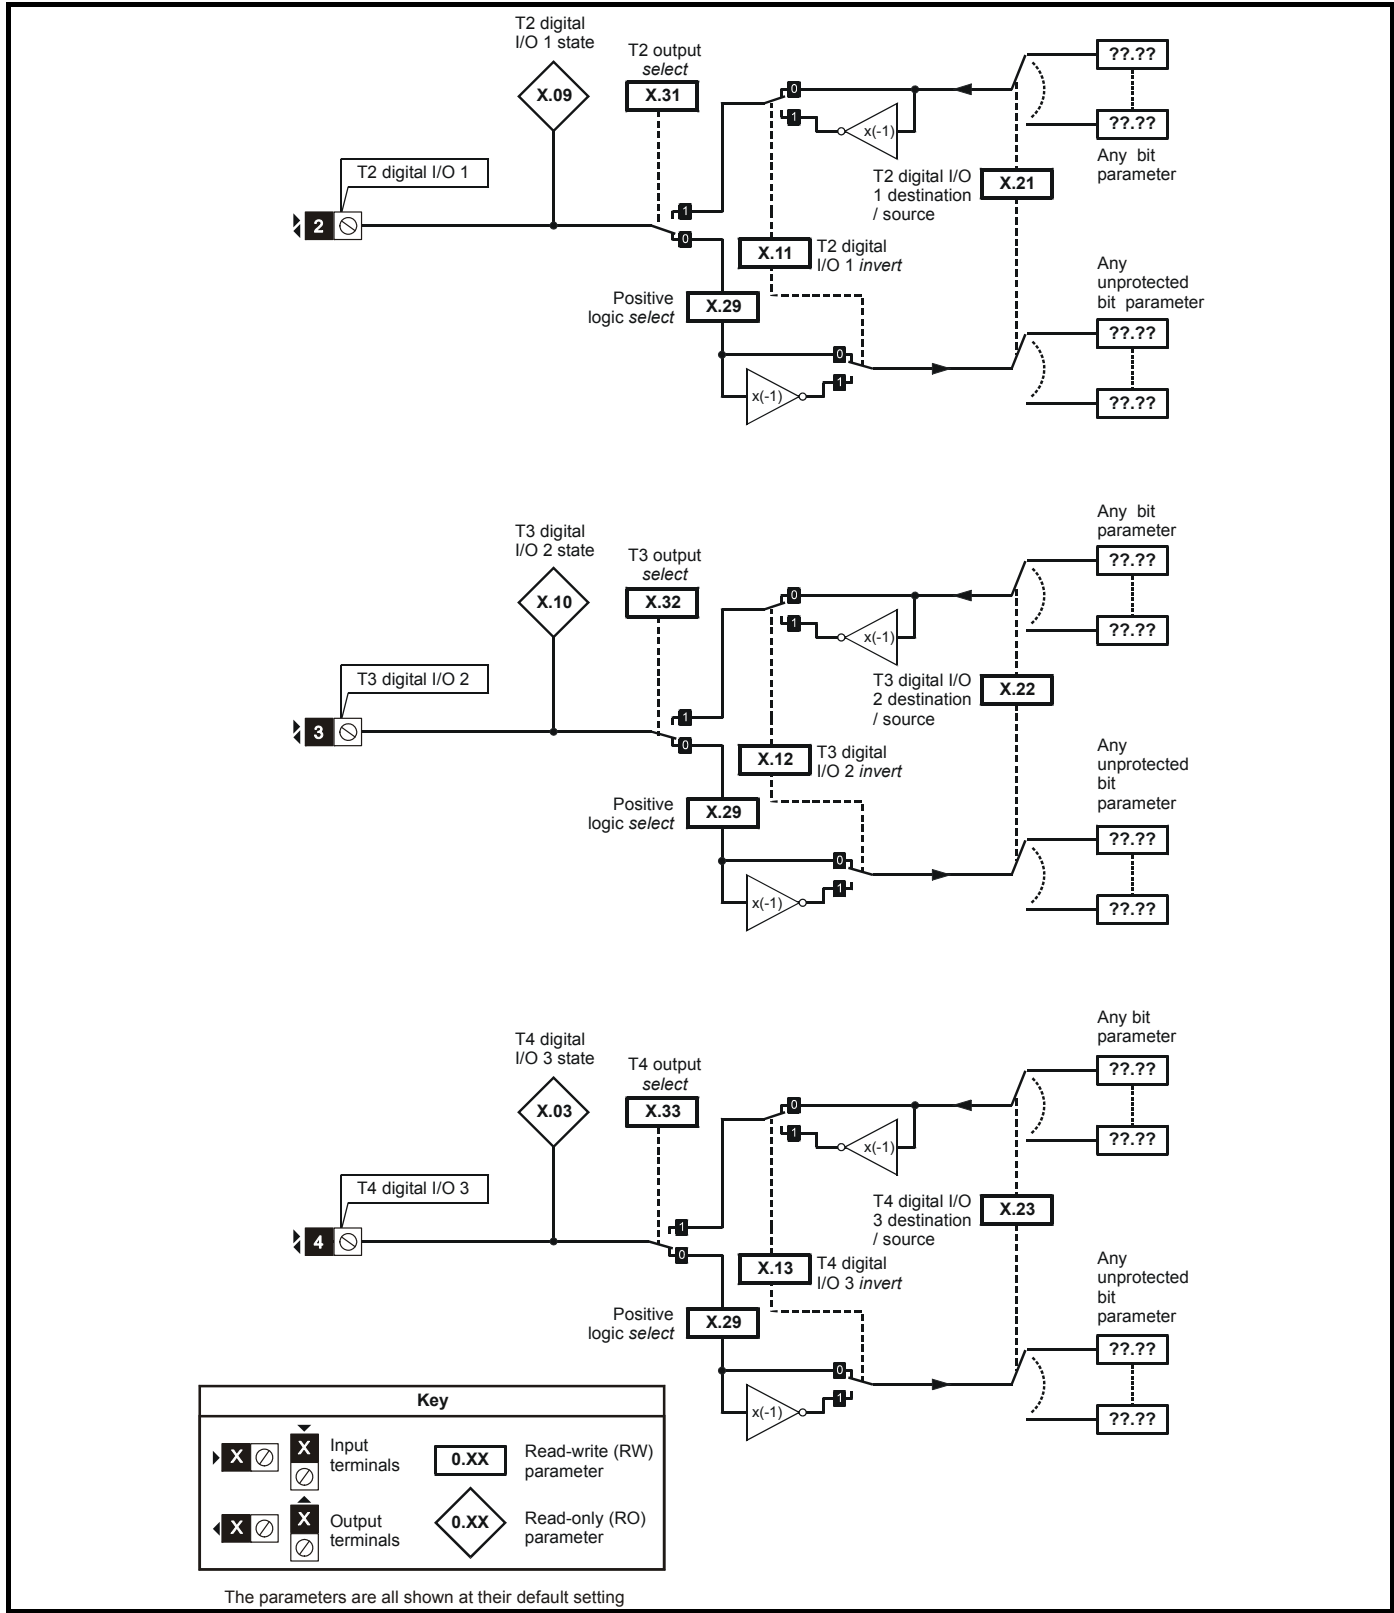 T2 digital
I/O 1 state
X.09
T2 output
select
X.31
0
1
x(-1)
??.??
??.??
Any bit
parameter
T2 digital I/O 1
2
1
0
T2 digital I/O
1 destination
/ source
X.21
X.11
T2 digital
I/O 1 invert
Positive
logic select
X.29
Any
unprotected
bit parameter
0
1
x(-1)
??.??
??.??
T3 digital
I/O 2 state
X.10
T3 output
select
X.32
0
1
x(-1)
Any bit
parameter
??.??
??.??
T3 digital I/O 2
3
1
0
T3 digital I/O
2 destination
/ source
X.22
X.12
T3 digital
I/O 2 invert
Positive
logic select
X.29
Any
unprotected
bit
parameter
0
1
x(-1)
??.??
??.??
T4 digital
I/O 3 state
X.03
T4 output
select
X.33
0
1
x(-1)
Any bit
parameter
??.??
??.??
T4 digital I/O 3
4
1
0
T4 digital I/O
3 destination
/ source
X.23
X.13
T4 digital
I/O 3 invert
Positive
logic select
X.29
Any
unprotected
bit
parameter
0
1
x(-1)
??.??
??.??
Key
X
X
Input
terminals
0.XX
Read-write (RW)
parameter
X
X
Output
terminals
0.XX
Read-only (RO)
parameter
The parameters are all shown at their default setting